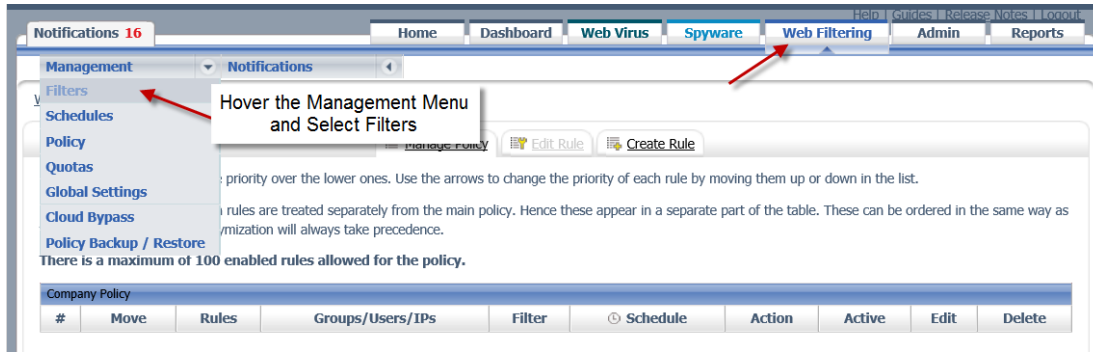 Help | Guides | Release Notes | Logout
Notifications 16 Home Dashboard Web Virus Spyware Web Filtering Admin Reports
Management Notifications
Filters
Hover the Management Menu
and Select Filters
Schedules
Policy
Manage Policy Edit Rule Create Rule
Quotas
priority over the lower ones. Use the arrows to change the priority of each rule by moving them up or down in the list.
Global Settings
Cloud Bypass
rules are treated separately from the main policy. Hence these appear in a separate part of the table. These can be ordered in the same way as
ymization will always take precedence.
Policy Backup / Restore
There is a maximum of 100 enabled rules allowed for the policy.
Company Policy
# Move Rules Groups/Users/IPs Filter Schedule Action Active Edit Delete